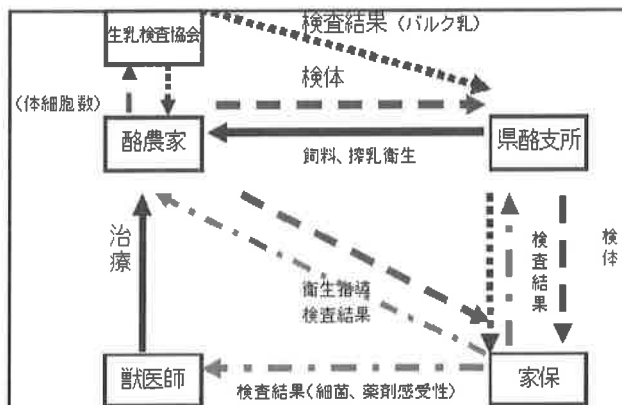 生乳検査協会
検査結果(バルク乳)
検体
(体細胞数)
酪農家
県酪支所
飼料、搾乳衛生
治療
衛生指導
検査結果
検査結果
検体
獣医師
検査結果(細菌、薬剤感受性)
家保